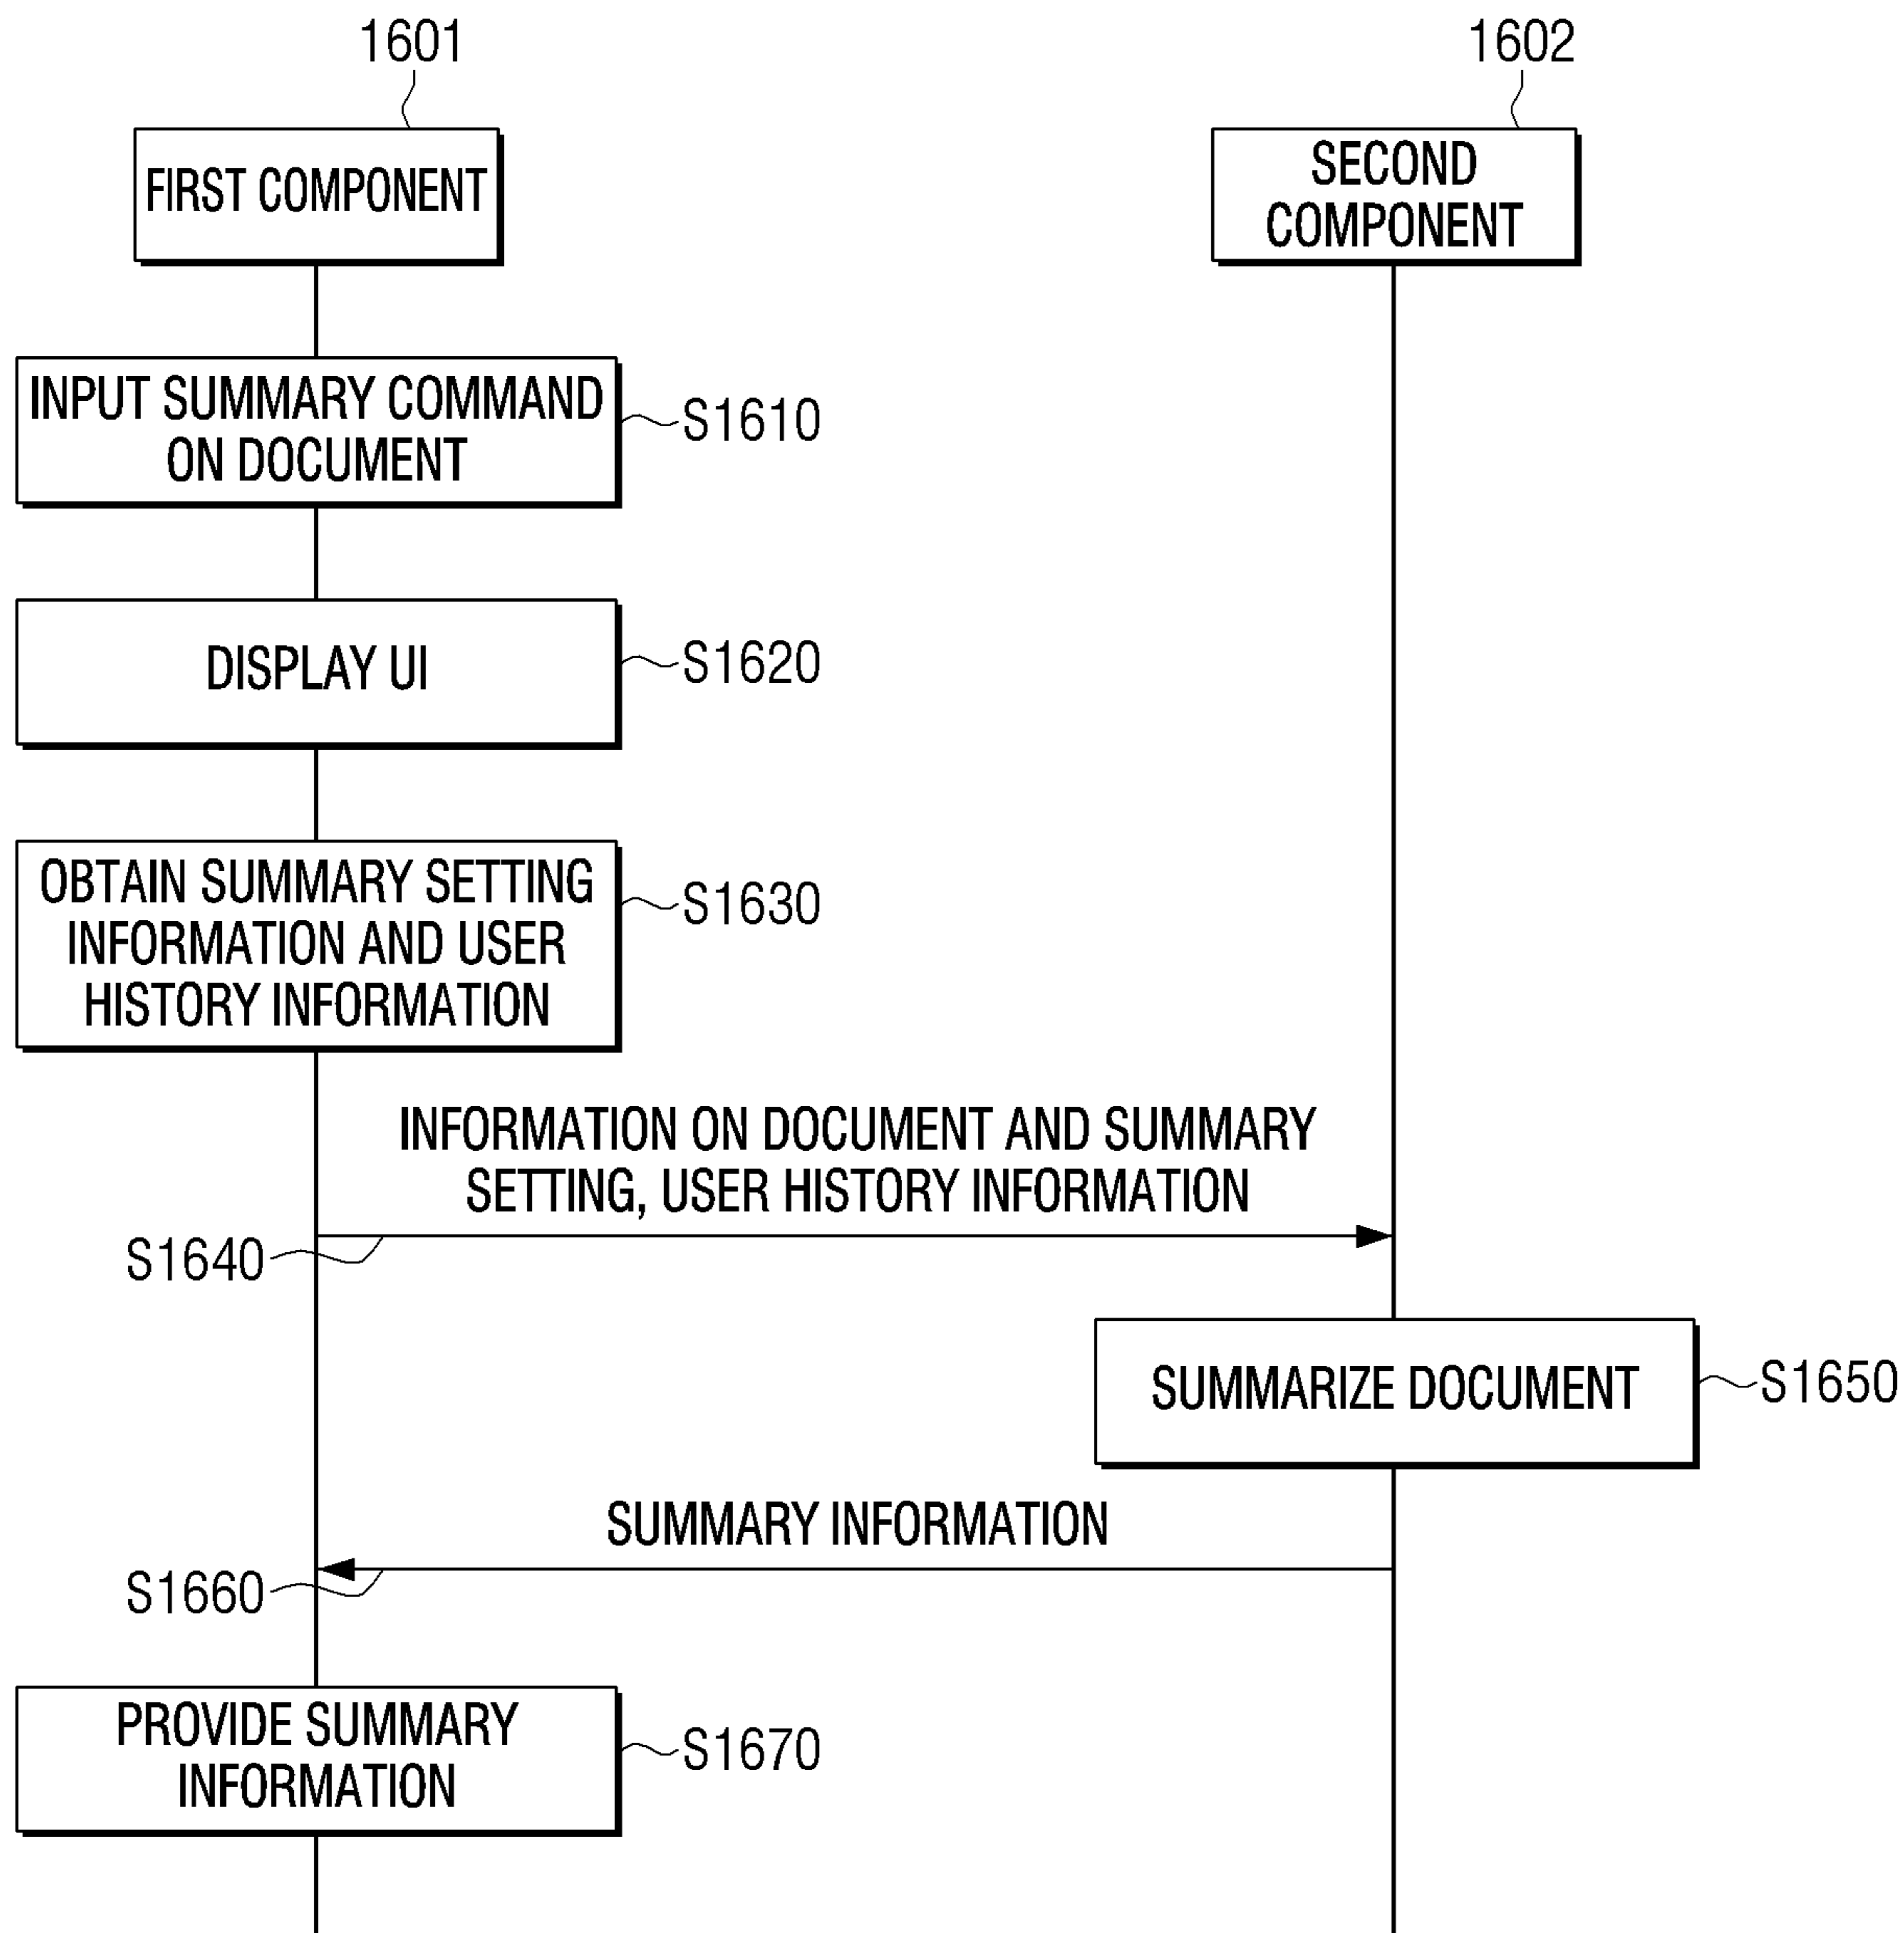 1601
1602
FIRST COMPONENT
SECOND
COMPONENT
INPUT SUMMARY COMMAND
ON DOCUMENT
S1610
DISPLAY UI
S1620
OBTAIN SUMMARY SETTING
INFORMATION AND USER
HISTORY INFORMATION
S1630
INFORMATION ON DOCUMENT AND SUMMARY
SETTING, USER HISTORY INFORMATION
S1640
SUMMARIZE DOCUMENT
S1650
SUMMARY INFORMATION
S1660
PROVIDE SUMMARY
INFORMATION
S1670